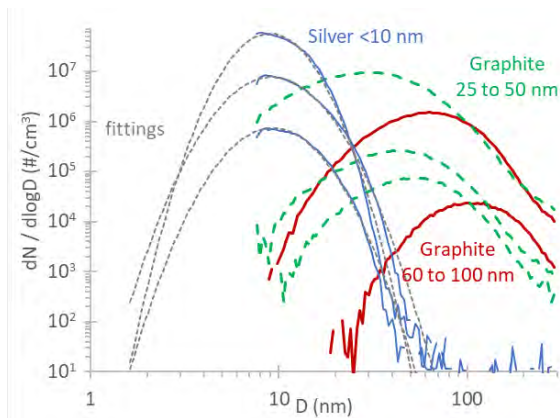 Silver <10 nm
Graphite
25 to 50 nm
fittings
Graphite
60 to 100 nm
dN / dlogD (#/cm³)
10⁷
10⁶
10⁵
10⁴
10³
10²
10¹
1
10
100
D (nm)